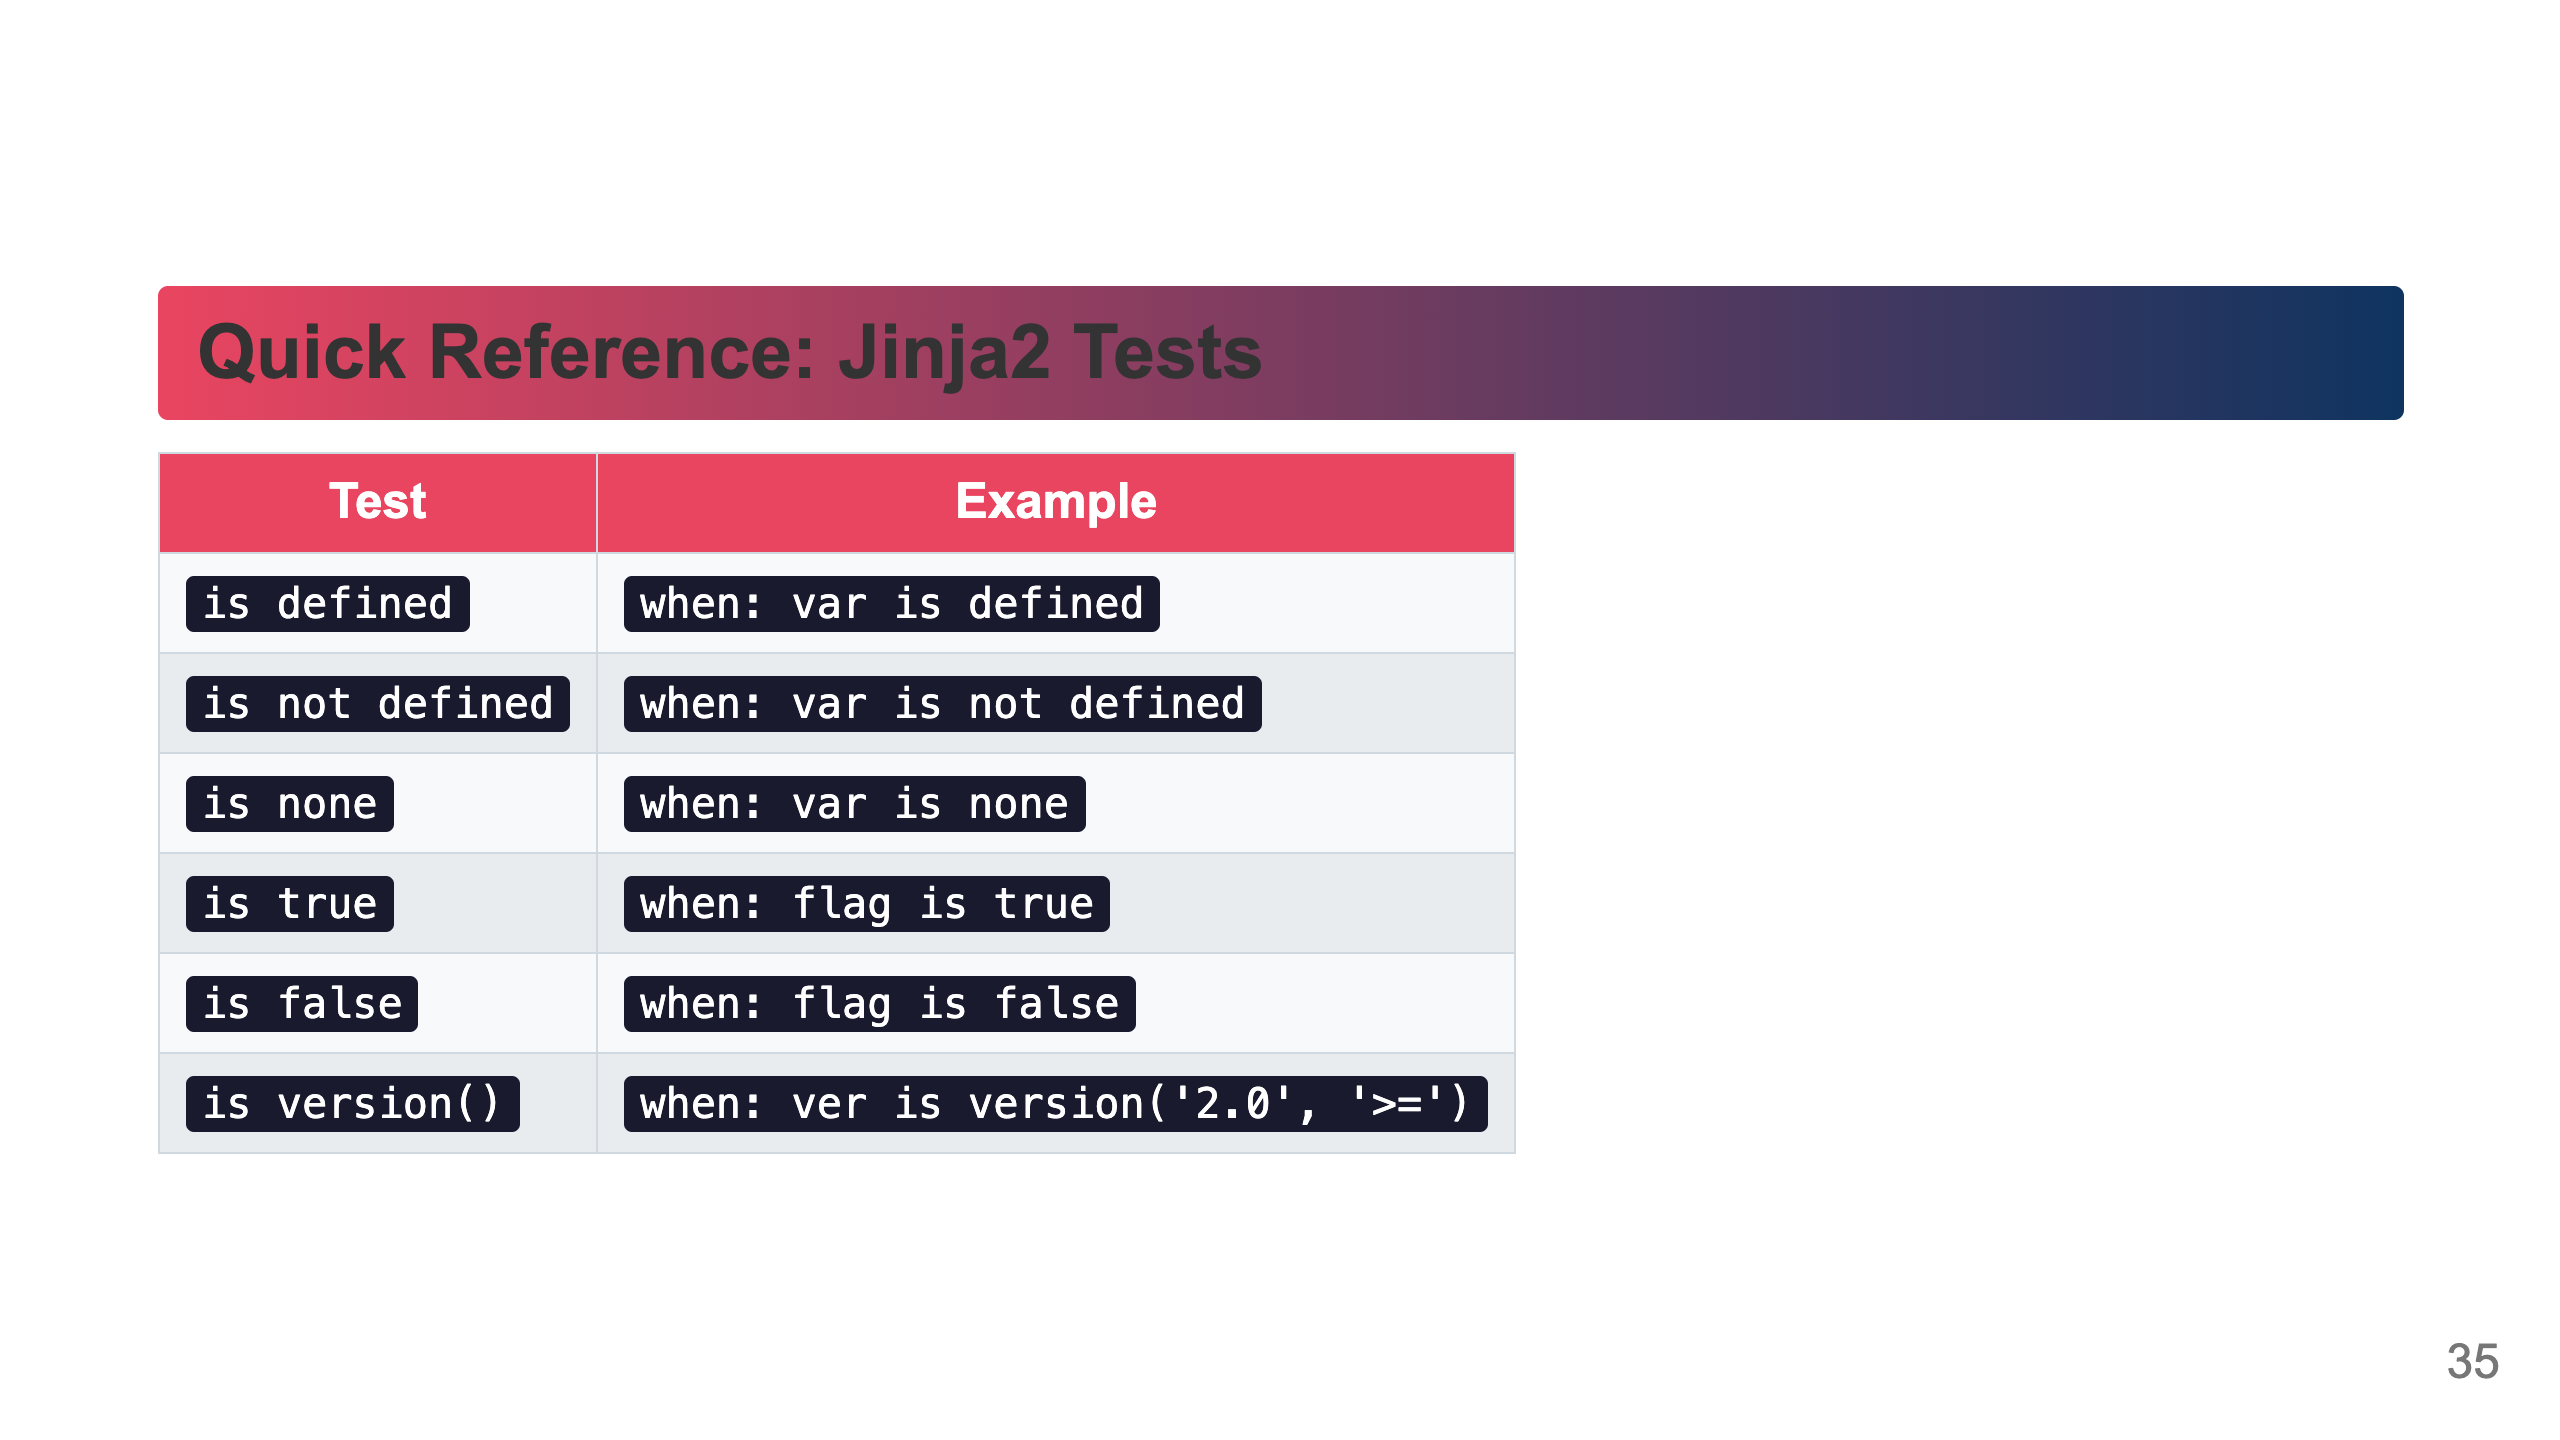 Quick Reference: Jinja2 Tests
Test Example
is defined when: var is defined
is not defined when: var is not defined
is none when: var is none
is true when: flag is true
is false when: flag is false
is version() when: ver is version('2.0', '>=')
35